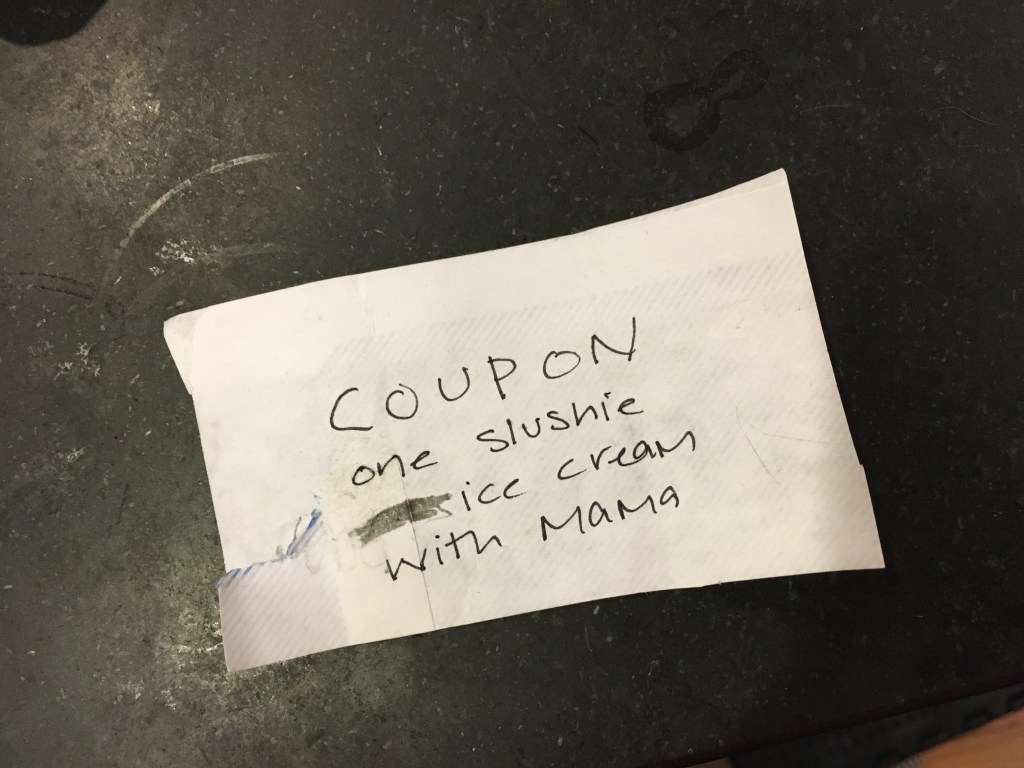 COUPON
one slushie
ice cream
with MaMa